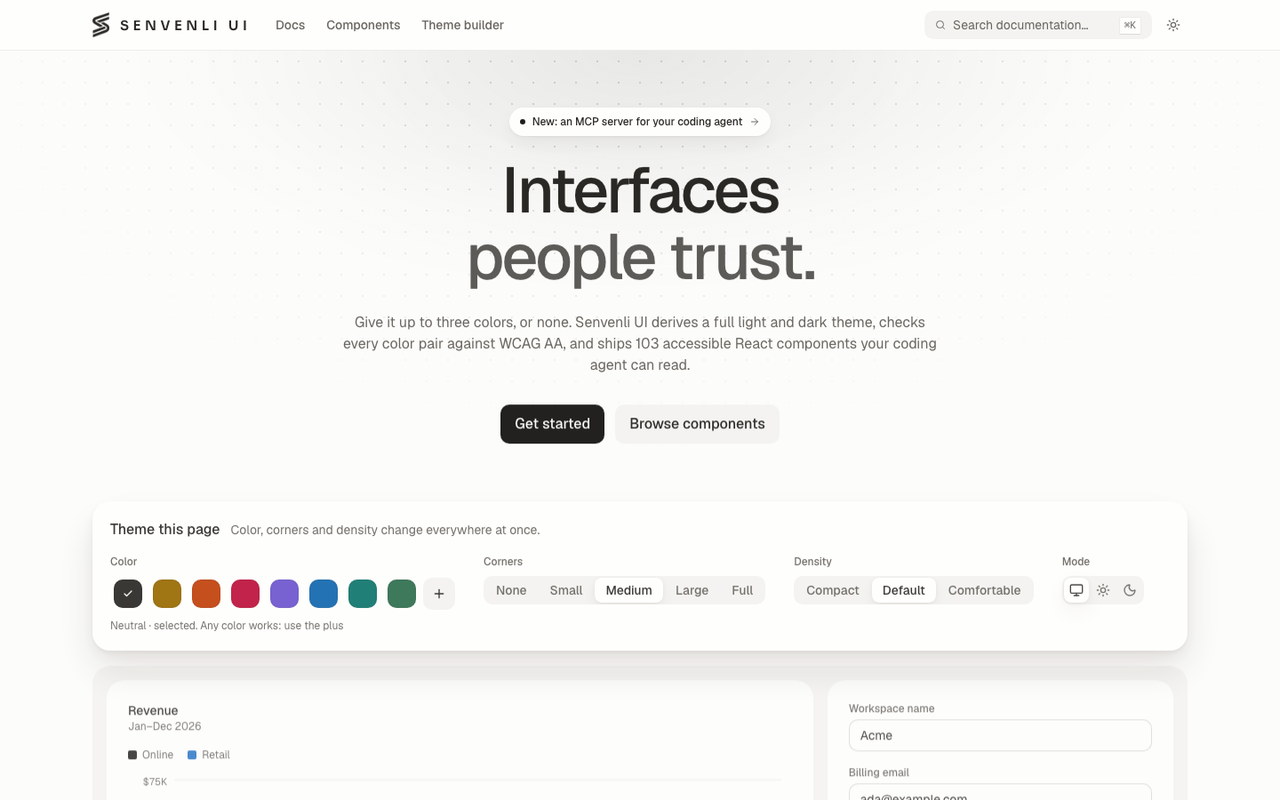 SENVENLI UI
Docs
Components
Theme builder
Search documentation...
⌘K
New: an MCP server for your coding agent →
Interfaces
people trust.
Give it up to three colors, or none. Senvenli UI derives a full light and dark theme, checks
every color pair against WCAG AA, and ships 103 accessible React components your coding
agent can read.
Get started
Browse components
Theme this page
Color, corners and density change everywhere at once.
Color
Corners
Density
Mode
None
Small
Medium
Large
Full
Compact
Default
Comfortable
Neutral · selected. Any color works: use the plus
Revenue
Jan–Dec 2026
Online
Retail
$75K
Workspace name
Acme
Billing email
ada@example.com